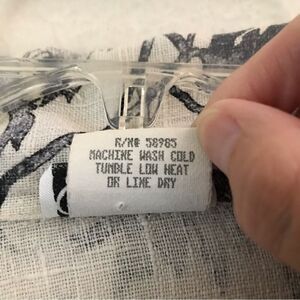 R/N# 58985
MACHINE WASH COLD
TUMBLE LOW HEAT
OR LINE DRY